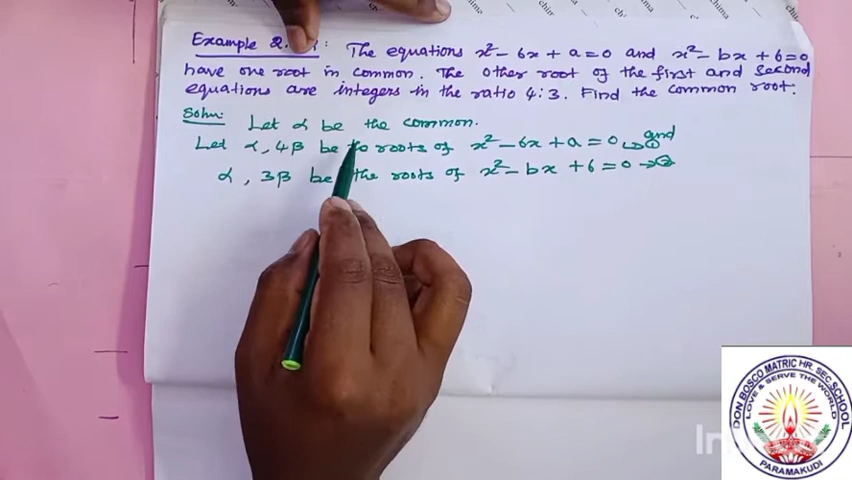 Example 2. : The equations x² - 6x + a = 0 and x² - bx + 6 = 0
have one root in common. The other root of the first and second
equations are integers in the ratio 4:3. Find the common root.
Soln: Let α be the common.
Let α, 4β be to roots of x² - 6x + a = 0 → ① and
α, 3β be the roots of x² - bx + 6 = 0 → ②
DON BOSCO MATRIC HR. SEC SCHOOL
LOVE & SERVE THE WORLD
PARAMAKUDI